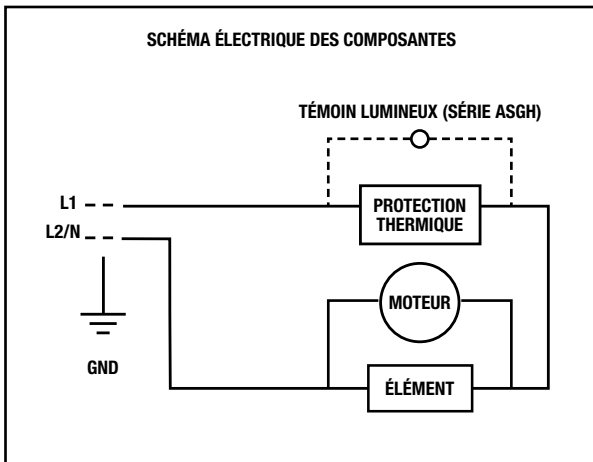 SCHÉMA ÉLECTRIQUE DES COMPOSANTES
TÉMOIN LUMINEUX (SÉRIE ASGH)
L1
PROTECTION
THERMIQUE
L2/N
MOTEUR
GND
ÉLÉMENT